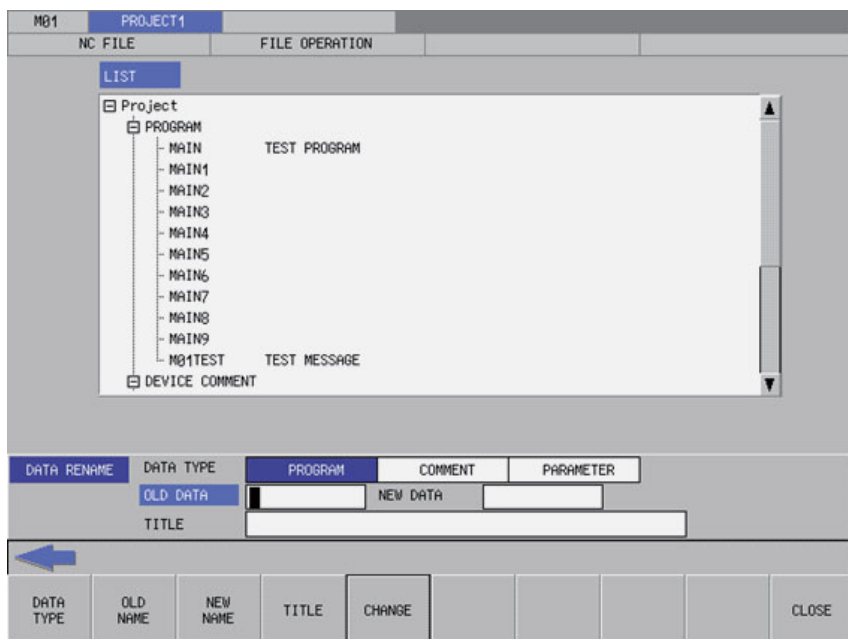 M01 PROJECT1
NC FILE FILE OPERATION
LIST
Project
PROGRAM
MAIN TEST PROGRAM
MAIN1
MAIN2
MAIN3
MAIN4
MAIN5
MAIN6
MAIN7
MAIN8
MAIN9
M01TEST TEST MESSAGE
DEVICE COMMENT
DATA RENAME DATA TYPE PROGRAM COMMENT PARAMETER
OLD DATA NEW DATA
TITLE
DATA TYPE OLD NAME NEW NAME TITLE CHANGE CLOSE